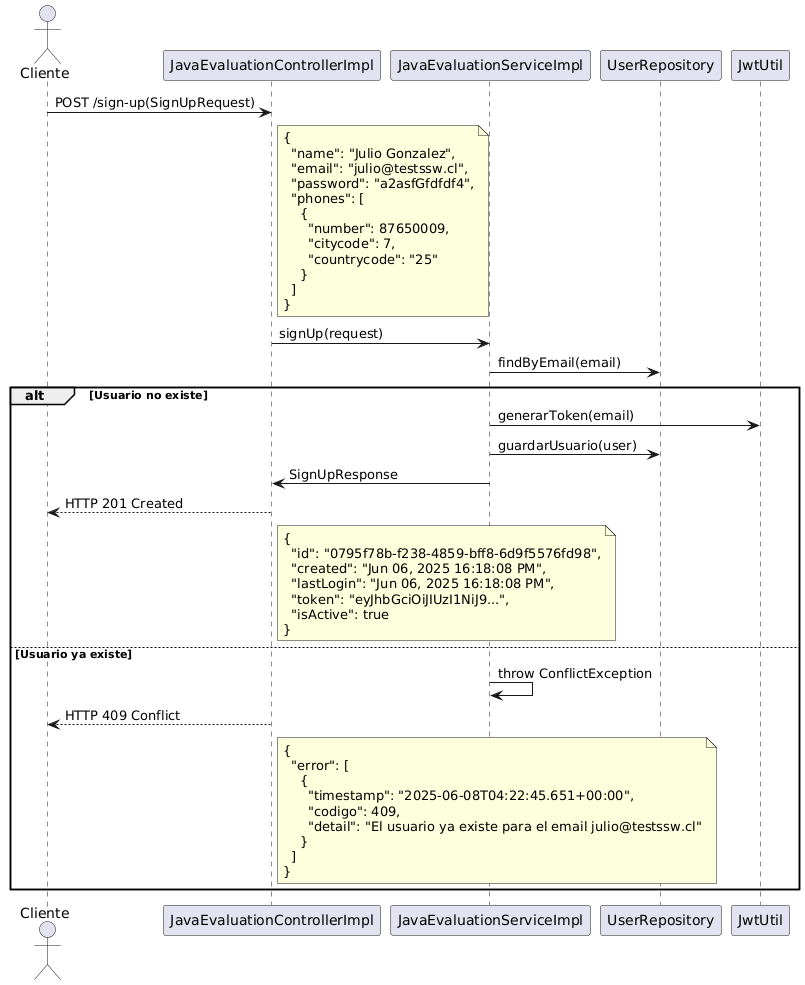 Cliente
JavaEvaluationControllerImpl
JavaEvaluationServiceImpl
UserRepository
JwtUtil
POST /sign-up(SignUpRequest)
{
"name": "Julio Gonzalez",
"email": "julio@testssw.cl",
"password": "a2asfGfdfdf4",
"phones": [
{
"number": 87650009,
"citycode": 7,
"countrycode": "25"
}
]
}
signUp(request)
findByEmail(email)
alt [Usuario no existe]
generarToken(email)
guardarUsuario(user)
SignUpResponse
HTTP 201 Created
{
"id": "0795f78b-f238-4859-bff8-6d9f5576fd98",
"created": "Jun 06, 2025 16:18:08 PM",
"lastLogin": "Jun 06, 2025 16:18:08 PM",
"token": "eyJhbGciOiJIUzI1NiJ9...",
"isActive": true
}
[Usuario ya existe]
throw ConflictException
HTTP 409 Conflict
{
"error": [
{
"timestamp": "2025-06-08T04:22:45.651+00:00",
"codigo": 409,
"detail": "El usuario ya existe para el email julio@testssw.cl"
}
]
}
Cliente
JavaEvaluationControllerImpl
JavaEvaluationServiceImpl
UserRepository
JwtUtil